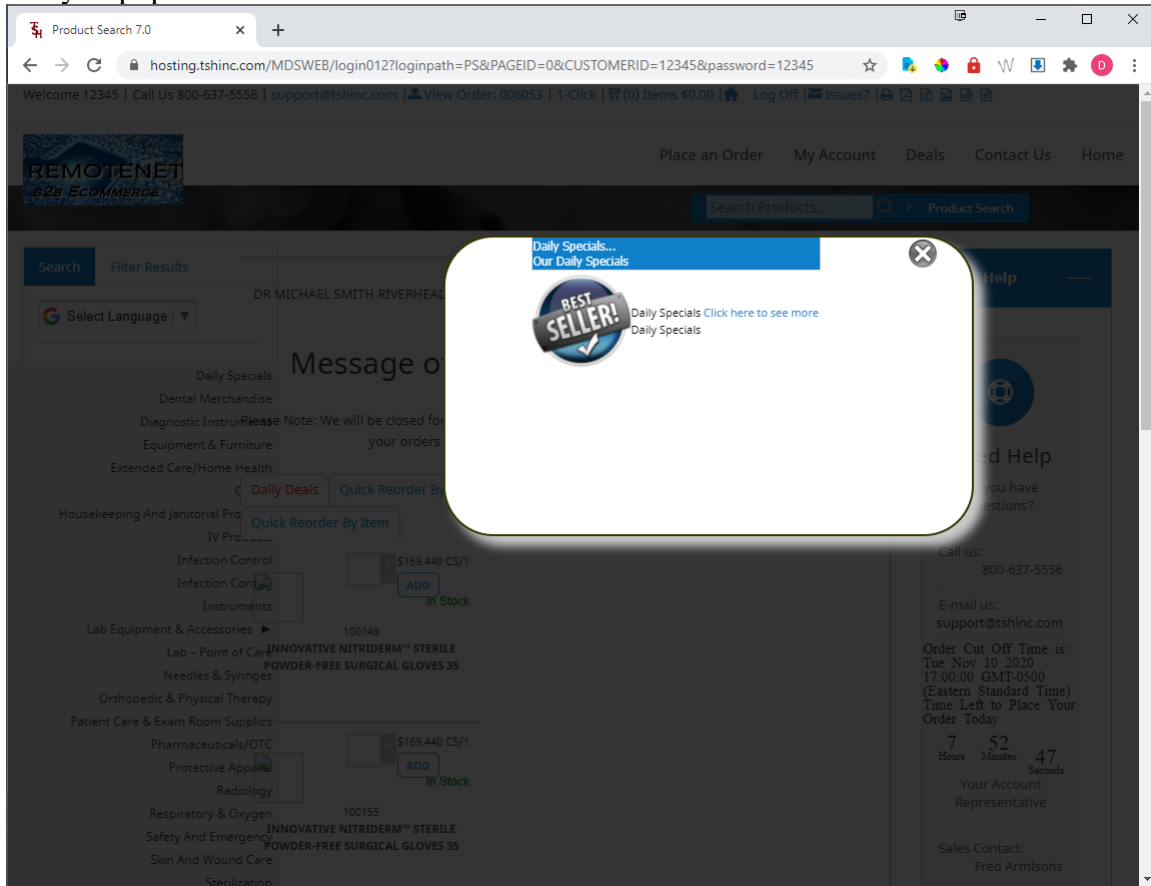 Product Search 7.0
hosting.tshinc.com/MDSWEB/login012?loginpath=PS&PAGEID=0&CUSTOMERID=12345&password=12345
D
Welcome 12345 | Call Us 800-637-5556 | support@tshinc.com | View Order: 006053 | 1-Click | (0) Items $0.00 | Log Off | Issues? |
REMOTENET
B2B ECOMMERCE
Place an Order My Account Deals Contact Us Home
Search Products.. Product Search
Search Filter Results
Select Language
DR MICHAEL SMITH RIVERHEAD
Message
Please Note: We will be closed for
your orders
Daily Specials
Dental Merchandise
Diagnostic Instruments
Equipment & Furniture
Extended Care/Home Health
Housekeeping And Janitorial
IV Products
Infection Control
Infection Control
Instruments
Lab Equipment & Accessories
Lab – Point of Care
Needles & Syringes
Orthopedic & Physical Therapy
Patient Care & Exam Room Supplies
Pharmaceuticals/OTC
Protective Apparel
Radiology
Respiratory & Oxygen
Safety And Emergency
Skin And Wound Care
Sterilization
Daily Deals Quick Reorder By
Quick Reorder By Item
$169.440 CS/1
ADD
In Stock
100149
INNOVATIVE NITRIDERM™ STERILE
POWDER-FREE SURGICAL GLOVES 35
$169.440 CS/1
ADD
In Stock
100155
INNOVATIVE NITRIDERM™ STERILE
POWDER-FREE SURGICAL GLOVES 35
Daily Specials...
Our Daily Specials
BEST
SELLER!
Daily Specials Click here to see more
Daily Specials
Help
Help
you have
Call us:
800-637-5556
E-mail us:
support@tshinc.com
Order Cut Off Time is:
Tue Nov 10 2020
17:00:00 GMT-0500
(Eastern Standard Time)
Time Left to Place Your
Order Today
7 52 47
Hours Minutes Seconds
Your Account
Representative
Sales Contact:
Fred Armisons